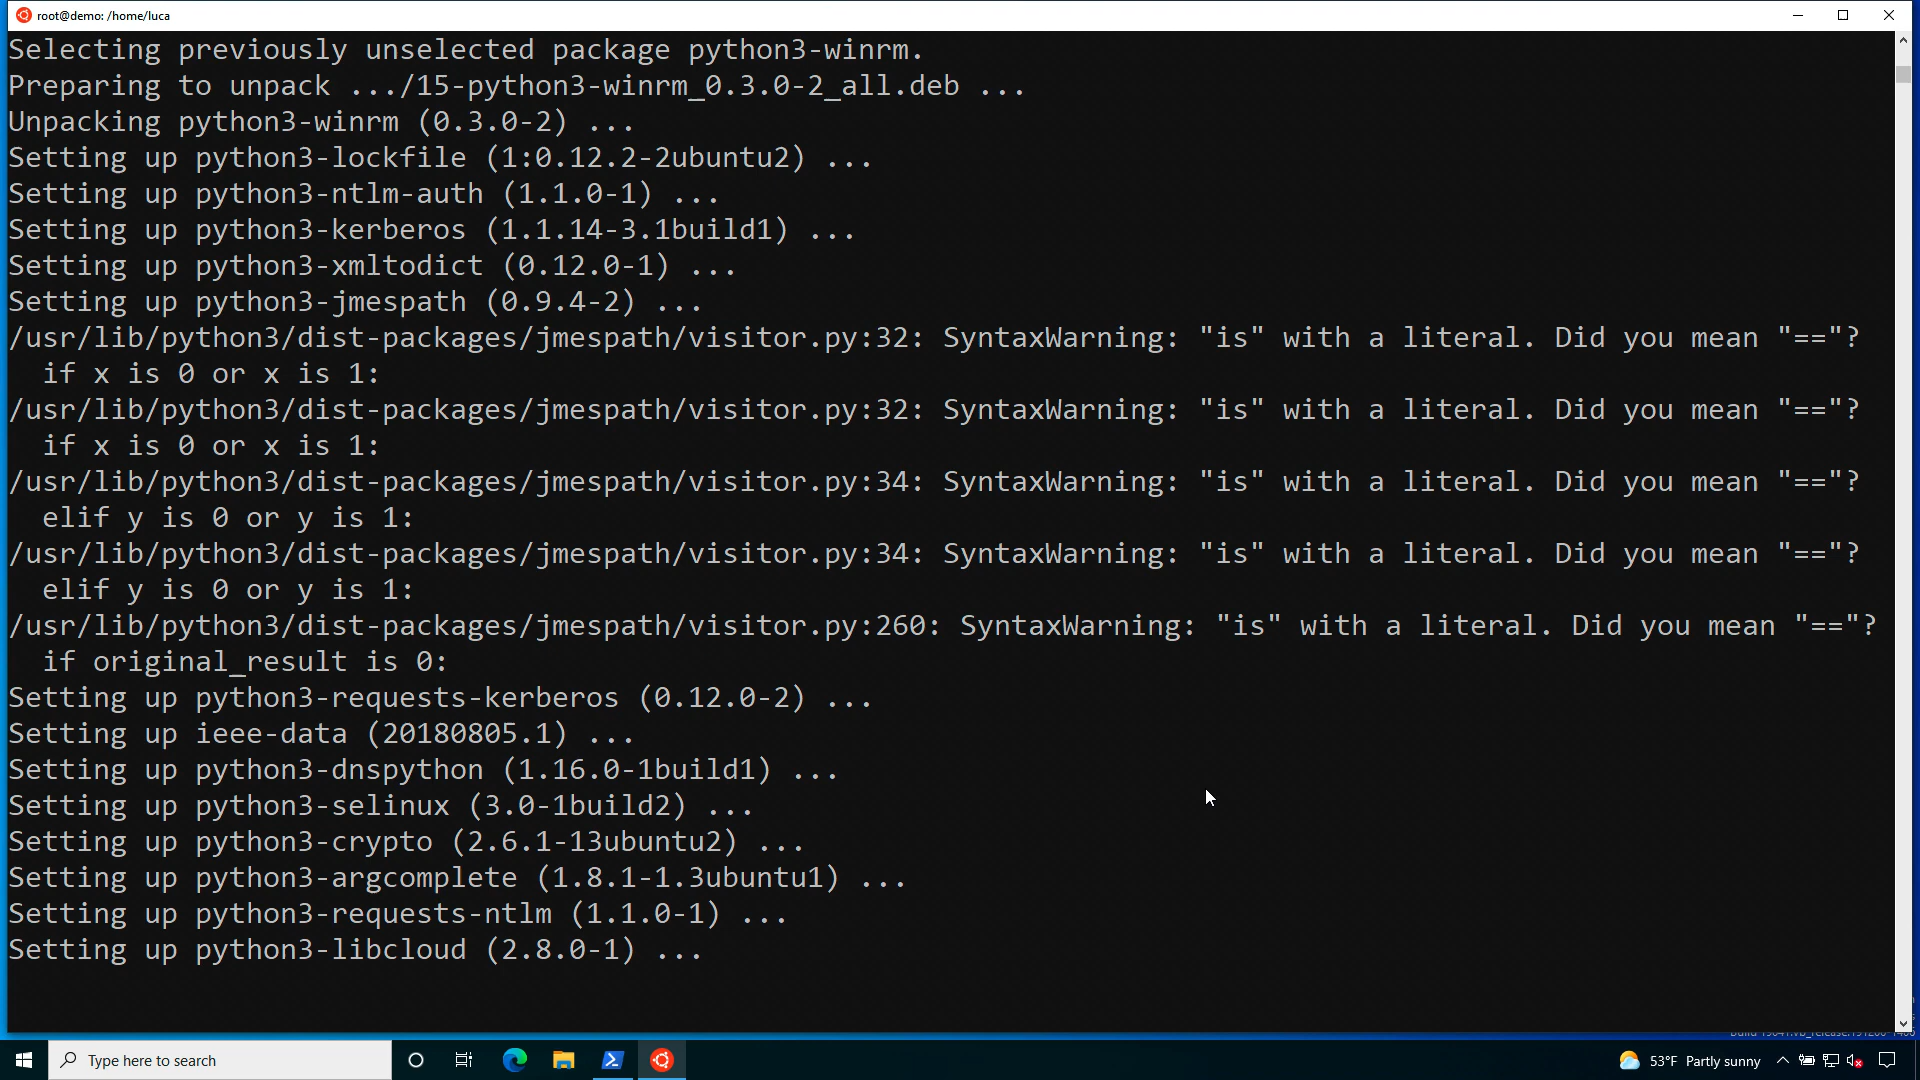 root@demo: /home/luca
Selecting previously unselected package python3-winrm.
Preparing to unpack .../15-python3-winrm_0.3.0-2_all.deb ...
Unpacking python3-winrm (0.3.0-2) ...
Setting up python3-lockfile (1:0.12.2-2ubuntu2) ...
Setting up python3-ntlm-auth (1.1.0-1) ...
Setting up python3-kerberos (1.1.14-3.1build1) ...
Setting up python3-xmltodict (0.12.0-1) ...
Setting up python3-jmespath (0.9.4-2) ...
/usr/lib/python3/dist-packages/jmespath/visitor.py:32: SyntaxWarning: "is" with a literal. Did you mean "=="?
  if x is 0 or x is 1:
/usr/lib/python3/dist-packages/jmespath/visitor.py:32: SyntaxWarning: "is" with a literal. Did you mean "=="?
  if x is 0 or x is 1:
/usr/lib/python3/dist-packages/jmespath/visitor.py:34: SyntaxWarning: "is" with a literal. Did you mean "=="?
  elif y is 0 or y is 1:
/usr/lib/python3/dist-packages/jmespath/visitor.py:34: SyntaxWarning: "is" with a literal. Did you mean "=="?
  elif y is 0 or y is 1:
/usr/lib/python3/dist-packages/jmespath/visitor.py:260: SyntaxWarning: "is" with a literal. Did you mean "=="?
  if original_result is 0:
Setting up python3-requests-kerberos (0.12.0-2) ...
Setting up ieee-data (20180805.1) ...
Setting up python3-dnspython (1.16.0-1build1) ...
Setting up python3-selinux (3.0-1build2) ...
Setting up python3-crypto (2.6.1-13ubuntu2) ...
Setting up python3-argcomplete (1.8.1-1.3ubuntu1) ...
Setting up python3-requests-ntlm (1.1.0-1) ...
Setting up python3-libcloud (2.8.0-1) ...
Type here to search
53°F Partly sunny